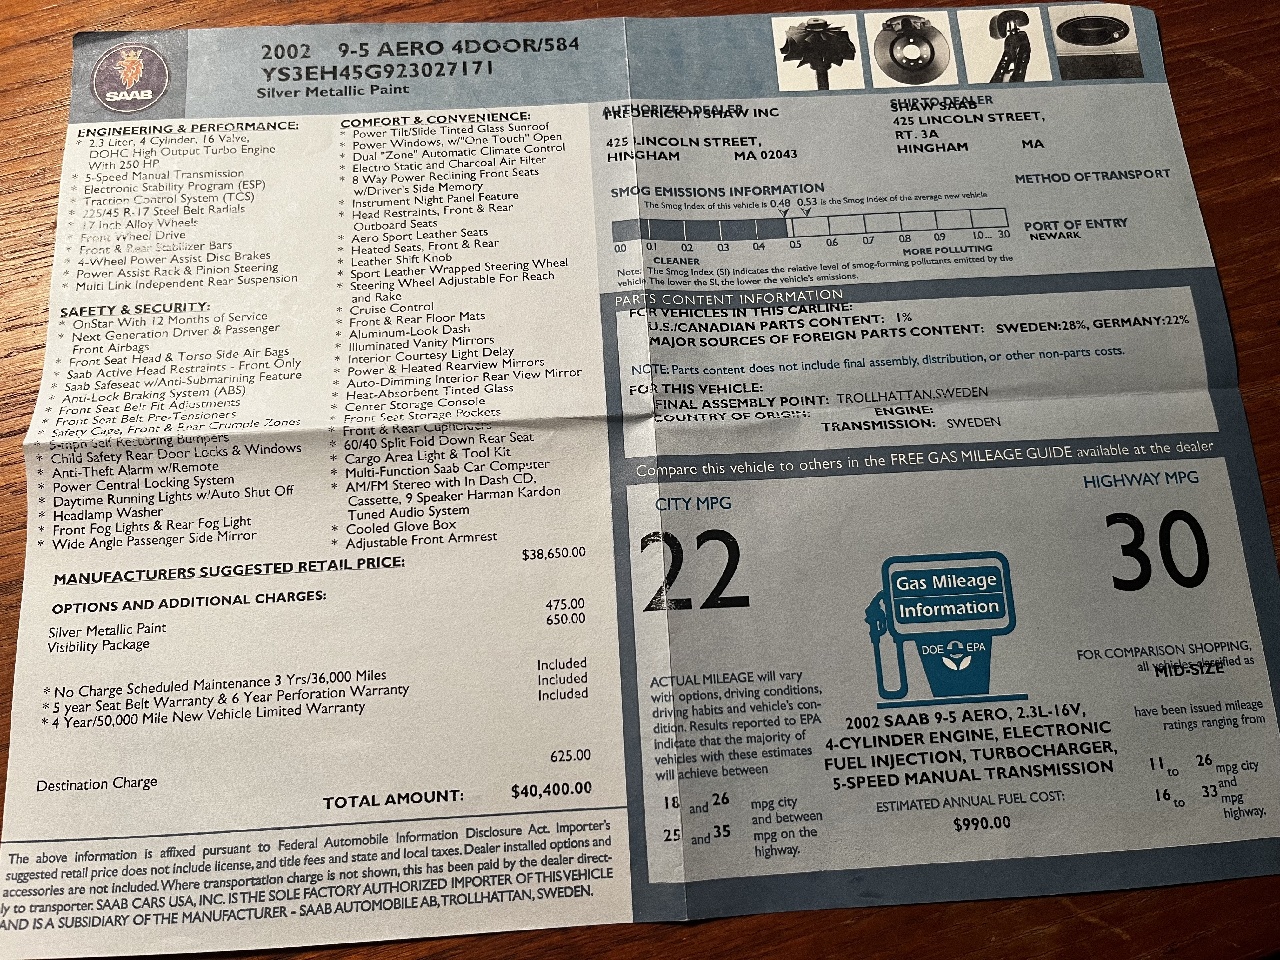 SAAB
2002 9-5 AERO 4DOOR/584
YS3EH45G923027171
Silver Metallic Paint
ENGINEERING & PERFORMANCE:
* 2.3 Liter, 4 Cylinder, 16 Valve,
DOHC High Output Turbo Engine
With 250 HP
* 5-Speed Manual Transmission
* Electronic Stability Program (ESP)
* Traction Control System (TCS)
* 225/45 R-17 Steel Belt Radials
* 17 Inch Alloy Wheels
* Front Wheel Drive
* Front & Rear Stabilizer Bars
* 4-Wheel Power Assist Disc Brakes
* Power Assist Rack & Pinion Steering
* Multi Link Independent Rear Suspension
SAFETY & SECURITY:
* OnStar With 12 Months of Service
* Next Generation Driver & Passenger
Front Airbags
* Front Seat Head & Torso Side Air Bags
* Saab Active Head Restraints - Front Only
* Saab Safeseat w/Anti-Submarining Feature
* Anti-Lock Braking System (ABS)
* Front Seat Belt Fit Adjustments
* Front Seat Belt Pre-Tensioners
* Safety Cage, Front & Rear Crumple Zones
* 5-mph Self Restoring Bumpers
* Child Safety Rear Door Locks & Windows
* Anti-Theft Alarm w/Remote
* Power Central Locking System
* Daytime Running Lights w/Auto Shut Off
* Headlamp Washer
* Front Fog Lights & Rear Fog Light
* Wide Angle Passenger Side Mirror
COMFORT & CONVENIENCE:
* Power Tilt/Slide Tinted Glass Sunroof
* Power Windows, w/"One Touch" Open
* Dual "Zone" Automatic Climate Control
* Electro Static and Charcoal Air Filter
* 8 Way Power Reclining Front Seats
w/Driver's Side Memory
* Instrument Night Panel Feature
* Head Restraints, Front & Rear
Outboard Seats
* Aero Sport Leather Seats
* Heated Seats, Front & Rear
* Leather Shift Knob
* Sport Leather Wrapped Steering Wheel
* Steering Wheel Adjustable For Reach
and Rake
* Cruise Control
* Front & Rear Floor Mats
* Aluminum-Look Dash
* Illuminated Vanity Mirrors
* Interior Courtesy Light Delay
* Power & Heated Rearview Mirrors
* Auto-Dimming Interior Rear View Mirror
* Heat-Absorbent Tinted Glass
* Center Storage Console
* Front Seat Storage Pockets
* Front & Rear Cupholders
* 60/40 Split Fold Down Rear Seat
* Cargo Area Light & Tool Kit
* Multi-Function Saab Car Computer
* AM/FM Stereo with In Dash CD,
Cassette, 9 Speaker Harman Kardon
Tuned Audio System
* Cooled Glove Box
* Adjustable Front Armrest
MANUFACTURERS SUGGESTED RETAIL PRICE: $38,650.00
OPTIONS AND ADDITIONAL CHARGES:
Silver Metallic Paint 475.00
Visibility Package 650.00
* No Charge Scheduled Maintenance 3 Yrs/36,000 Miles Included
* 5 year Seat Belt Warranty & 6 Year Perforation Warranty Included
* 4 Year/50,000 Mile New Vehicle Limited Warranty Included
Destination Charge 625.00
TOTAL AMOUNT: $40,400.00
The above information is affixed pursuant to Federal Automobile Information Disclosure Act. Importer's
suggested retail price does not include license, and title fees and state and local taxes. Dealer installed options and
accessories are not included. Where transportation charge is not shown, this has been paid by the dealer direct-
ly to transporter. SAAB CARS USA, INC. IS THE SOLE FACTORY AUTHORIZED IMPORTER OF THIS VEHICLE
AND IS A SUBSIDIARY OF THE MANUFACTURER - SAAB AUTOMOBILE AB, TROLLHATTAN, SWEDEN.
AUTHORIZED DEALER
FREDERICK H SHAW INC
425 LINCOLN STREET,
HINGHAM MA 02043
SHIP TO DEALER
SHAW SAAB
425 LINCOLN STREET,
RT. 3A
HINGHAM MA
SMOG EMISSIONS INFORMATION
METHOD OF TRANSPORT
The Smog Index of this vehicle is 0.48 0.53 is the Smog Index of the average new vehicle
0.0 0.1 0.2 0.3 0.4 0.5 0.6 0.7 0.8 0.9 1.0... 3.0
PORT OF ENTRY
NEWARK
CLEANER MORE POLLUTING
Note: The Smog Index (SI) indicates the relative level of smog-forming pollutants emitted by the
vehicle The lower the SI, the lower the vehicle's emissions.
PARTS CONTENT INFORMATION
FOR VEHICLES IN THIS CARLINE:
U.S./CANADIAN PARTS CONTENT: 1%
MAJOR SOURCES OF FOREIGN PARTS CONTENT: SWEDEN:28%, GERMANY:22%
NOTE: Parts content does not include final assembly, distribution, or other non-parts costs.
FOR THIS VEHICLE:
FINAL ASSEMBLY POINT: TROLLHATTAN,SWEDEN
COUNTRY OF ORIGIN: ENGINE:
TRANSMISSION: SWEDEN
Compare this vehicle to others in the FREE GAS MILEAGE GUIDE available at the dealer
CITY MPG
22
HIGHWAY MPG
30
Gas Mileage
Information
DOE EPA
ACTUAL MILEAGE will vary
with options, driving conditions,
driving habits and vehicle's con-
dition. Results reported to EPA
indicate that the majority of
vehicles with these estimates
will achieve between
18 and 26 mpg city
and between
25 and 35 mpg on the
highway.
2002 SAAB 9-5 AERO, 2.3L-16V,
4-CYLINDER ENGINE, ELECTRONIC
FUEL INJECTION, TURBOCHARGER,
5-SPEED MANUAL TRANSMISSION
ESTIMATED ANNUAL FUEL COST:
$990.00
FOR COMPARISON SHOPPING,
all vehicles classified as
MID-SIZE
have been issued mileage
ratings ranging from
11 to 26 mpg city
and
16 to 33 mpg
highway.